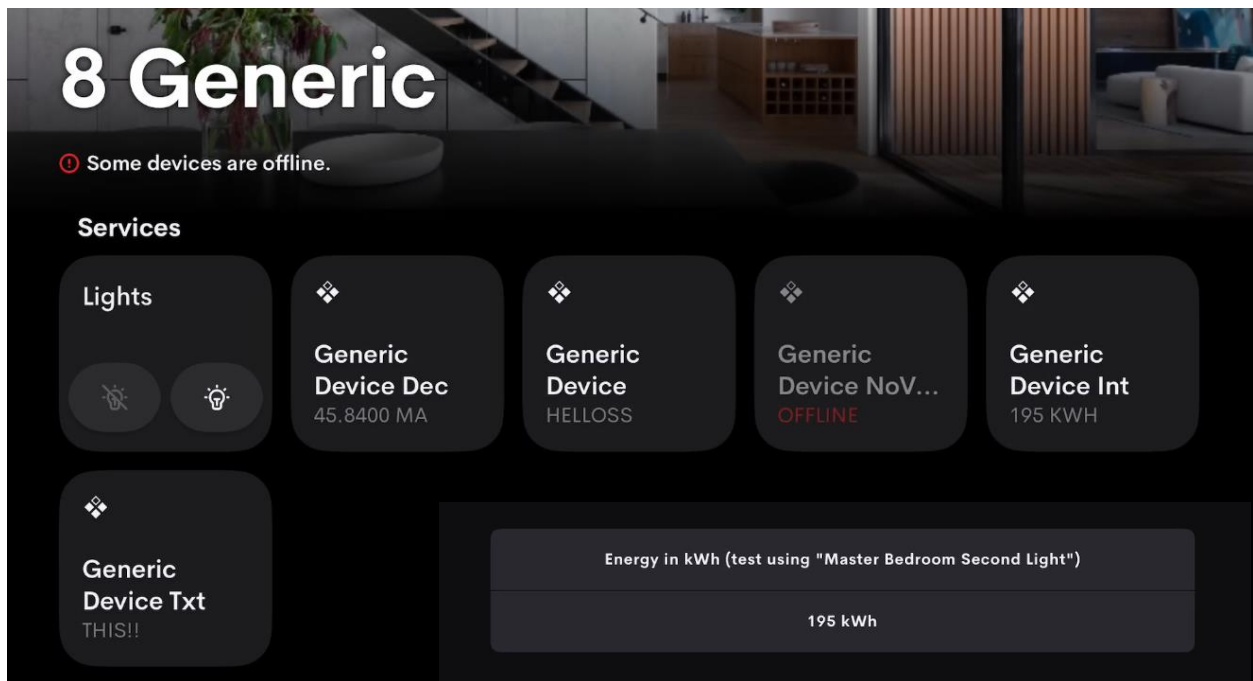 8 Generic
Some devices are offline.
Services
Lights
Generic
Device Dec
45.8400 MA
Generic
Device
HELLOSS
Generic
Device NoV...
OFFLINE
Generic
Device Int
195 KWH
Generic
Device Txt
THIS!!
Energy in kWh (test using "Master Bedroom Second Light")
195 kWh